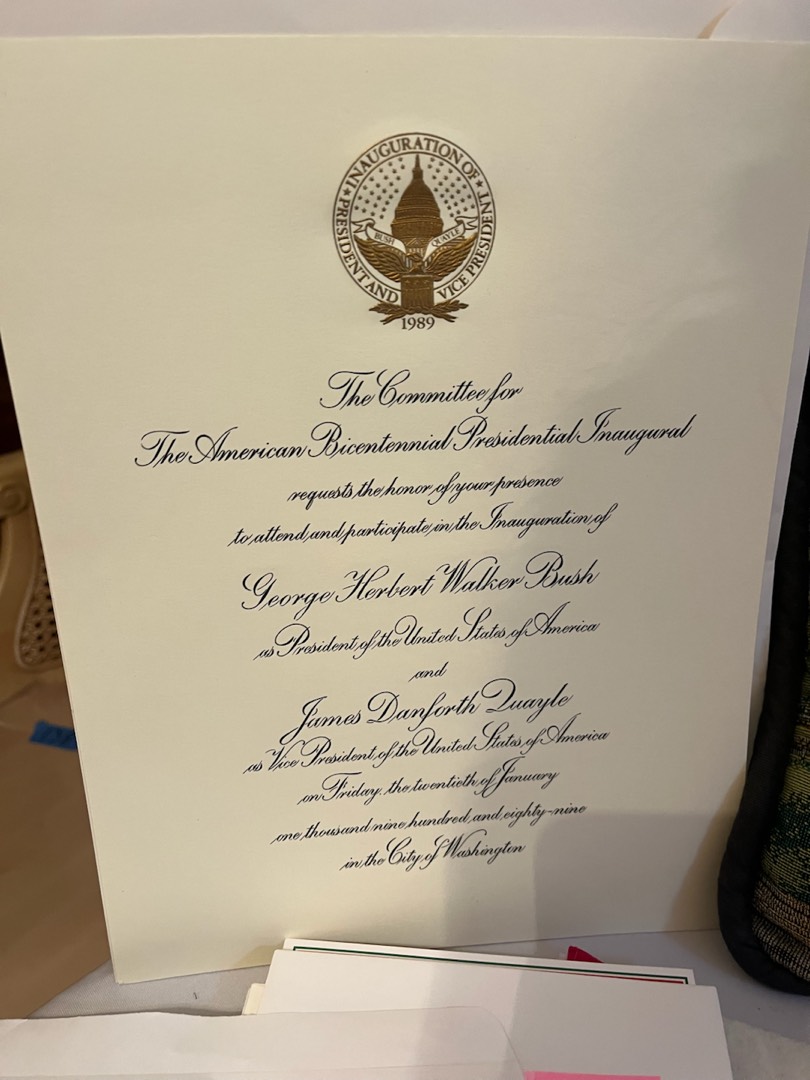 INAUGURATION OF
PRESIDENT AND
VICE PRESIDENT
BUSH
QUAYLE
1989
The Committee for
The American Bicentennial Presidential Inaugural
requests the honor of your presence
to attend and participate in the Inauguration of
George Herbert Walker Bush
as President of the United States of America
and
James Danforth Quayle
as Vice President of the United States of America
on Friday, the twentieth of January
one thousand nine hundred and eighty-nine
in the City of Washington